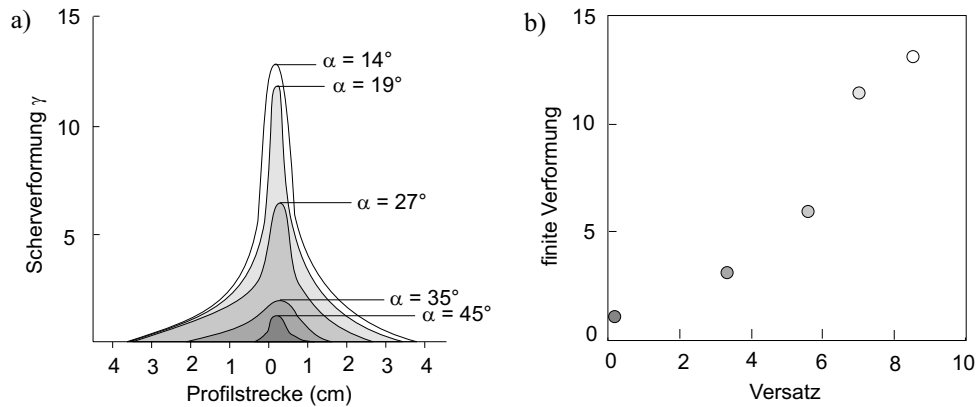 a)
15
10
5
Scherverformung γ
α = 14°
α = 19°
α = 27°
α = 35°
α = 45°
4 3 2 1 0 1 2 3 4
Profilstrecke (cm)
b)
15
10
5
0
finite Verformung
0 2 4 6 8 10
Versatz